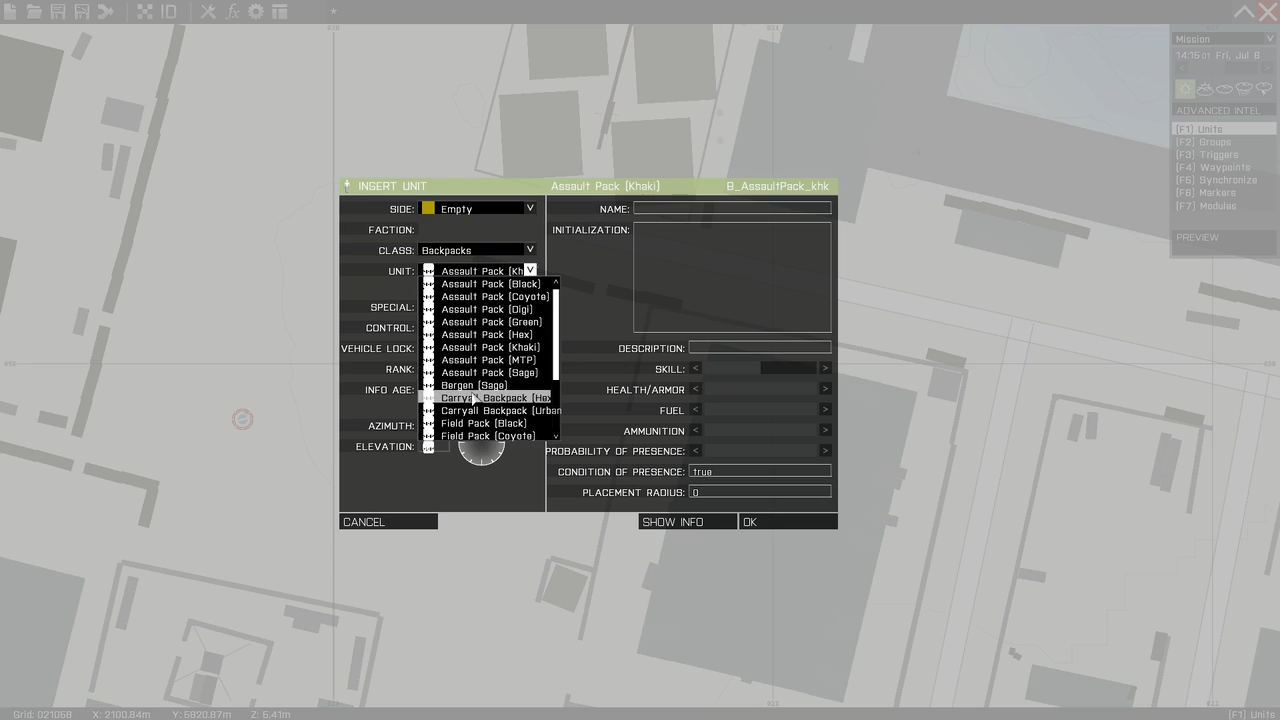 ID
fx
Mission
14:15 Fri, Jul 6
ADVANCED INTEL
(F1) Units
(F2) Groups
(F3) Triggers
(F4) Waypoints
(F5) Synchronize
(F6) Markers
(F7) Modules
PREVIEW
INSERT UNIT Assault Pack (Khaki) B_AssaultPack_khk
SIDE: Empty
FACTION:
CLASS: Backpacks
UNIT: Assault Pack (Kh
Assault Pack (Black)
Assault Pack (Coyote)
Assault Pack (Digi)
Assault Pack (Green)
Assault Pack (Hex)
Assault Pack (Khaki)
Assault Pack (MTP)
Assault Pack (Sage)
Bergen (Sage)
Carryall Backpack (Hex
Carryall Backpack (Urban
Field Pack (Black)
Field Pack (Coyote)
SPECIAL:
CONTROL:
VEHICLE LOCK:
RANK:
INFO AGE:
AZIMUTH:
ELEVATION:
NAME:
INITIALIZATION:
DESCRIPTION:
SKILL:
HEALTH/ARMOR
FUEL
AMMUNITION
PROBABILITY OF PRESENCE:
CONDITION OF PRESENCE: true
PLACEMENT RADIUS: 0
CANCEL SHOW INFO OK
Grid: 021058 X: 2100.84m Y: 5820.87m Z: 5.41m (F1) Units